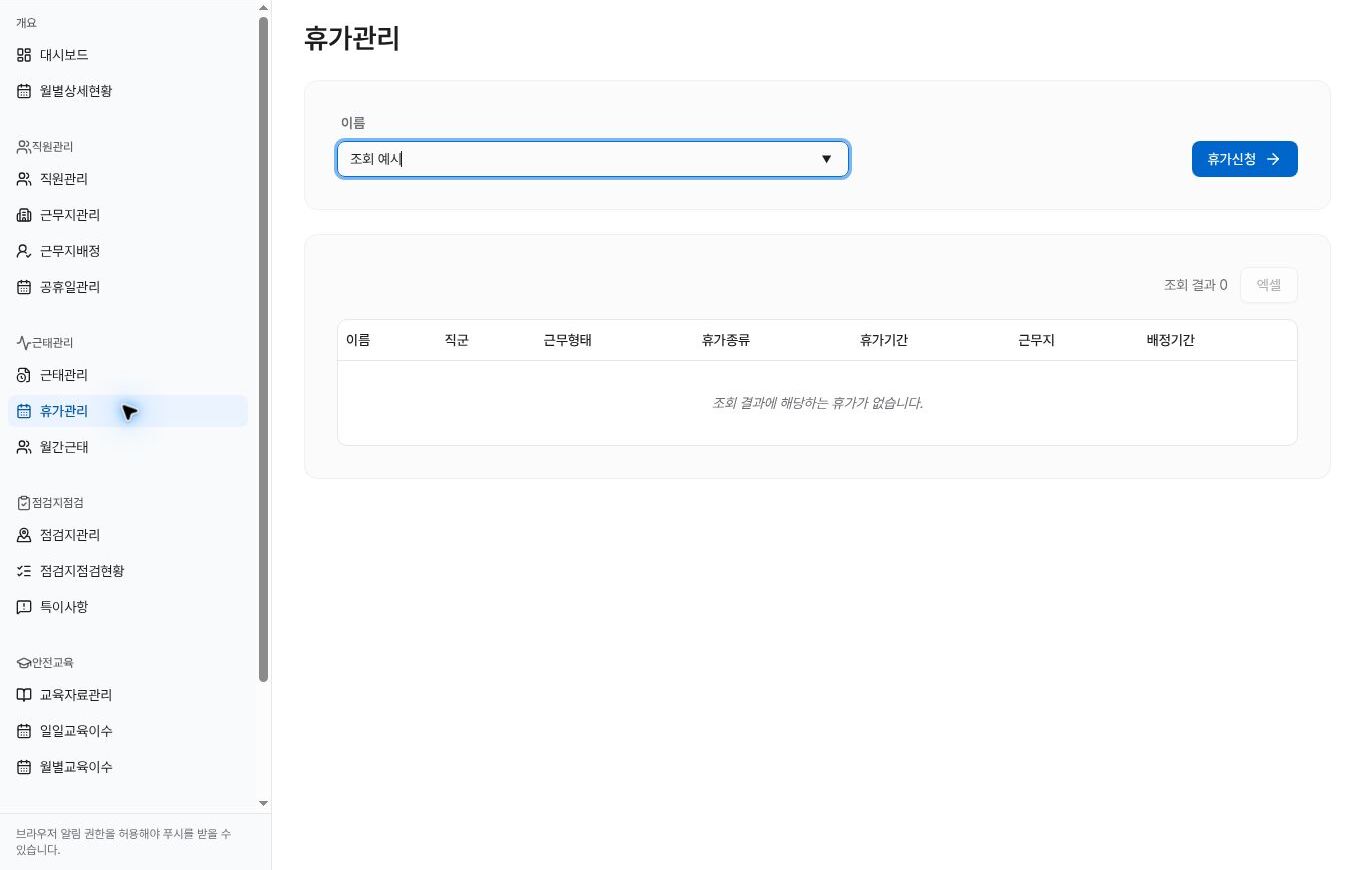 개요
대시보드
월별상세현황
직원관리
직원관리
근무지관리
근무지배정
공휴일관리
근태관리
근태관리
휴가관리
월간근태
점검지점검
점검지관리
점검지점검현황
특이사항
안전교육
교육자료관리
일일교육이수
월별교육이수
브라우저 알림 권한을 허용해야 푸시를 받을 수
있습니다.
휴가관리
이름
조회 예시
휴가신청
조회 결과 0
엑셀
이름 직군 근무형태 휴가종류 휴가기간 근무지 배정기간
조회 결과에 해당하는 휴가가 없습니다.